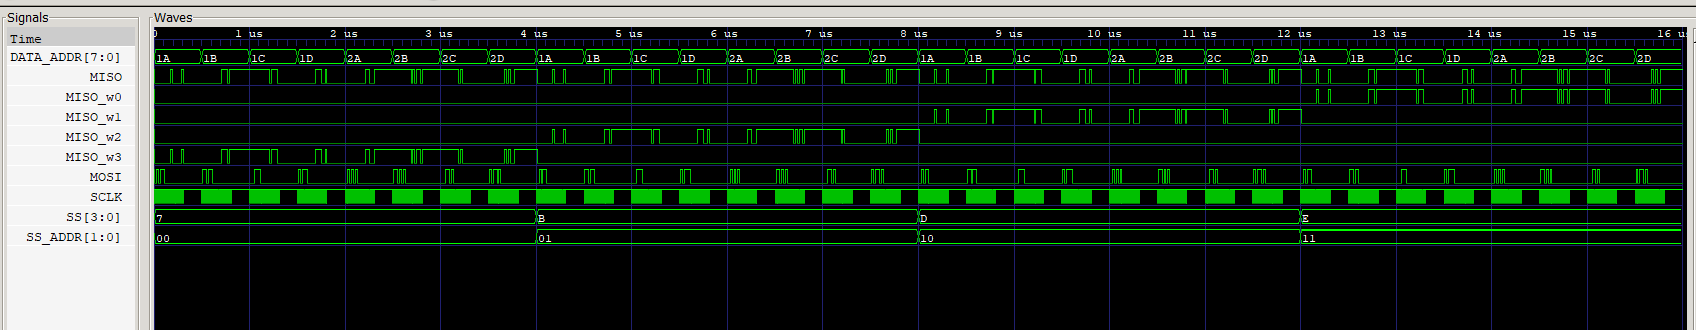 Signals Waves
Time 0 1 us 2 us 3 us 4 us 5 us 6 us 7 us 8 us 9 us 10 us 11 us 12 us 13 us 14 us 15 us 16 us
DATA_ADDR[7:0] 1A 1B 1C 1D 2A 2B 2C 2D 1A 1B 1C 1D 2A 2B 2C 2D 1A 1B 1C 1D 2A 2B 2C 2D 1A 1B 1C 1D 2A 2B 2C 2D
MISO
MISO_w0
MISO_w1
MISO_w2
MISO_w3
MOSI
SCLK
SS[3:0] 7 B D E
SS_ADDR[1:0] 00 01 10 11